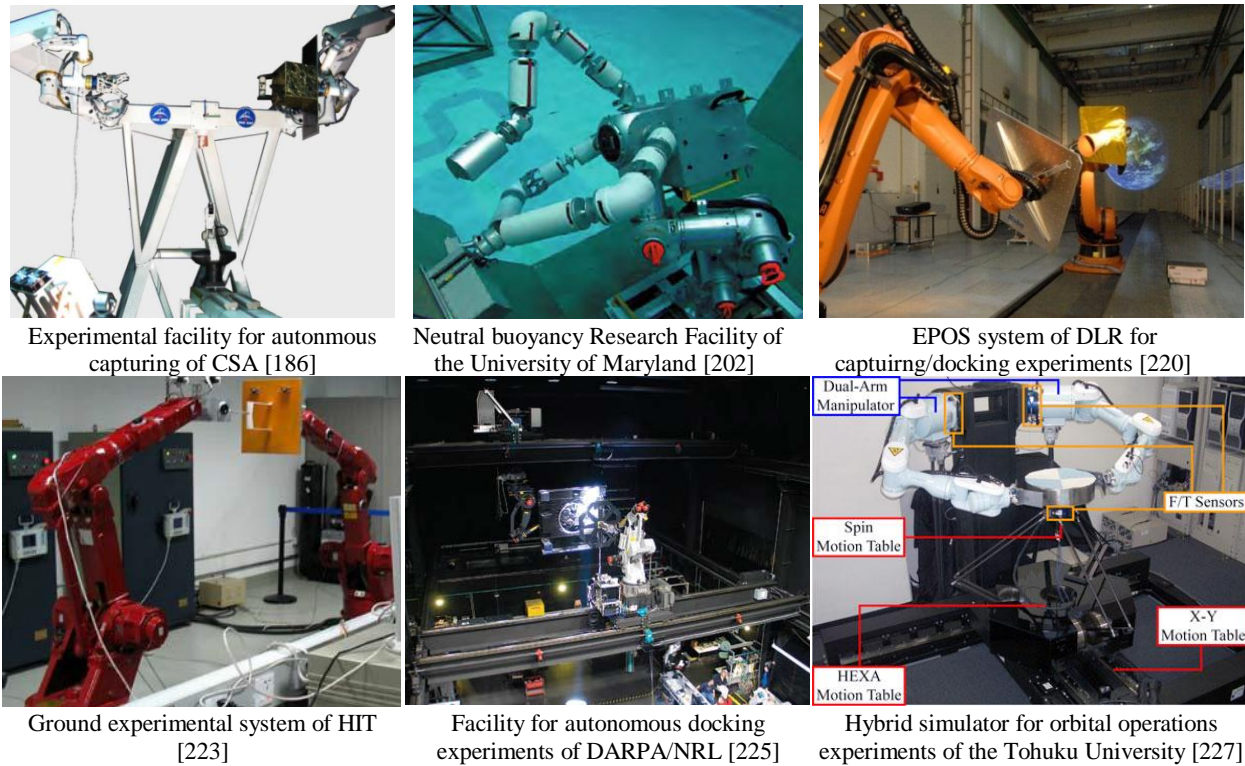 Experimental facility for autonmous
capturing of CSA [186]
Neutral buoyancy Research Facility of
the University of Maryland [202]
EPOS system of DLR for
captuirng/docking experiments [220]
Dual-Arm
Manipulator
F/T Sensors
Spin
Motion Table
X-Y
Motion Table
HEXA
Motion Table
Ground experimental system of HIT
[223]
Facility for autonomous docking
experiments of DARPA/NRL [225]
Hybrid simulator for orbital operations
experiments of the Tohuku University [227]